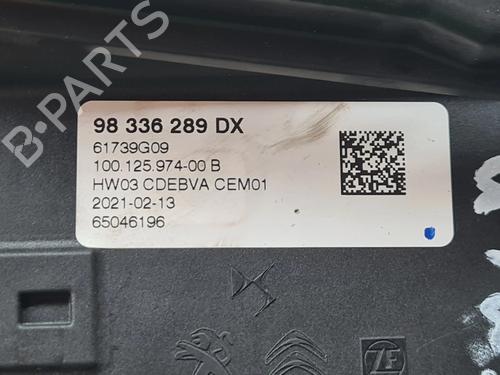 B-PARTS
98 336 289 DX
61739G09
100.125.974-00 B
HW03 CDEBVA CEM01
2021-02-13
65046196
ZF